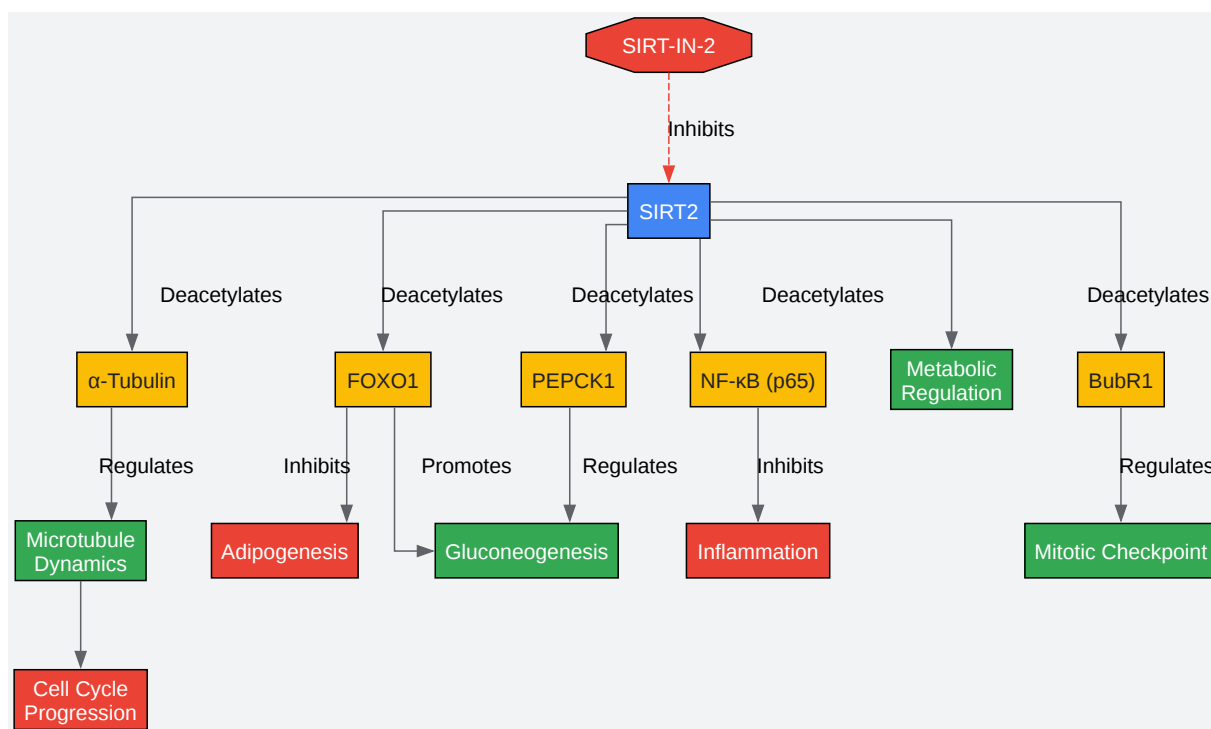 SIRT-IN-2
Inhibits
SIRT2
Deacetylates
Deacetylates
Deacetylates
Deacetylates
Deacetylates
α-Tubulin
FOXO1
PEPCK1
NF-κB (p65)
Metabolic
Regulation
BubR1
Regulates
Inhibits
Promotes
Regulates
Inhibits
Regulates
Microtubule
Dynamics
Adipogenesis
Gluconeogenesis
Inflammation
Mitotic Checkpoint
Cell Cycle
Progression